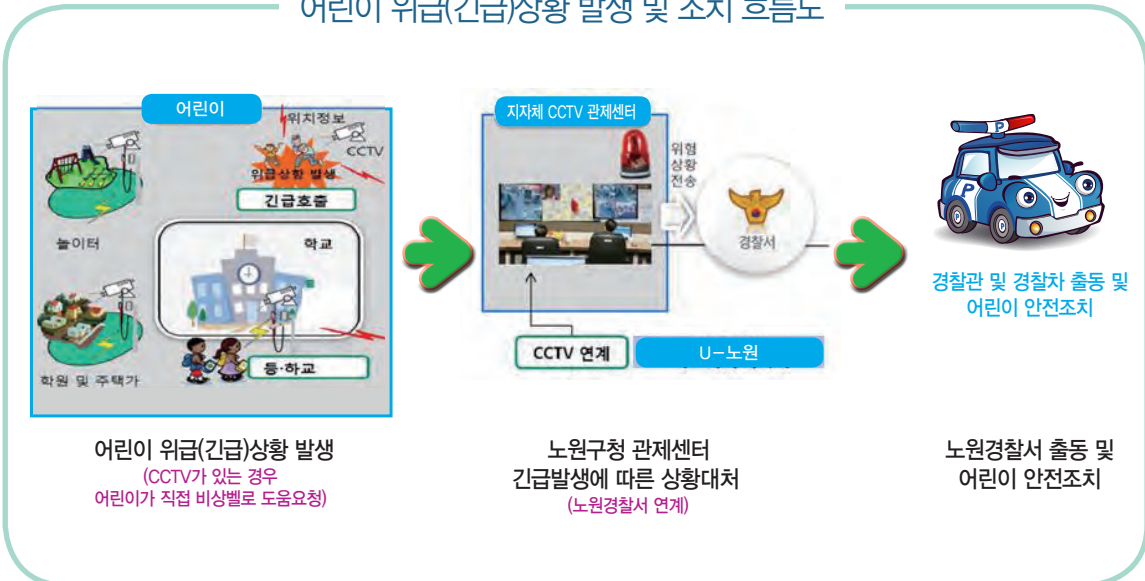 어린이 위급(긴급)상황 발생 및 조치 흐름도
어린이
위치정보
CCTV
위급상황 발생
긴급호출
놀이터
학교
학원 및 주택가
등·하교
어린이 위급(긴급)상황 발생
(CCTV가 있는 경우
어린이가 직접 비상벨로 도움요청)
지자체 CCTV 관제센터
위험
상황
전송
경찰서
CCTV 연계
U-노원
노원구청 관제센터
긴급발생에 따른 상황대처
(노원경찰서 연계)
P
P
경찰관 및 경찰차 출동 및
어린이 안전조치
노원경찰서 출동 및
어린이 안전조치